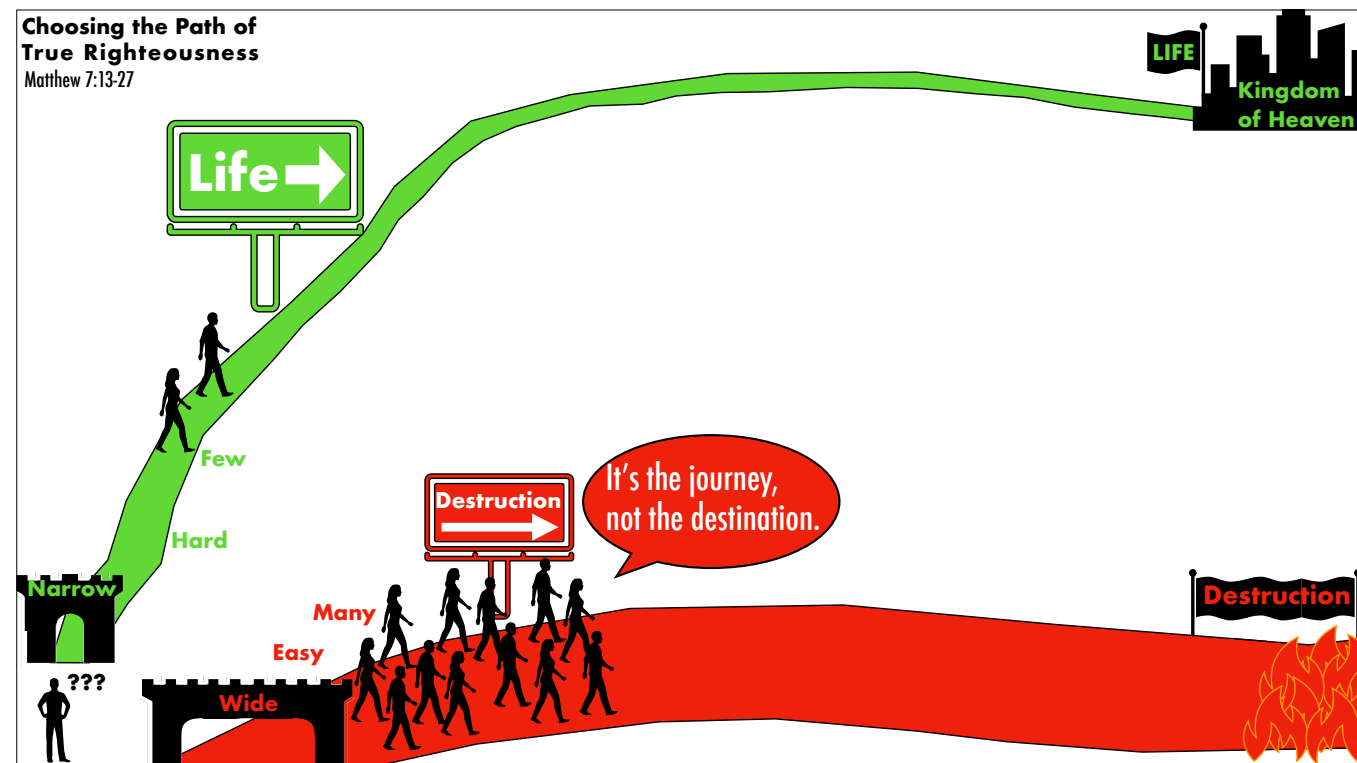 Choosing the Path of
True Righteousness
Matthew 7:13-27
LIFE
Kingdom
of Heaven
Life
Few
Hard
Narrow
???
It's the journey,
not the destination.
Destruction
Many
Easy
Wide
Destruction